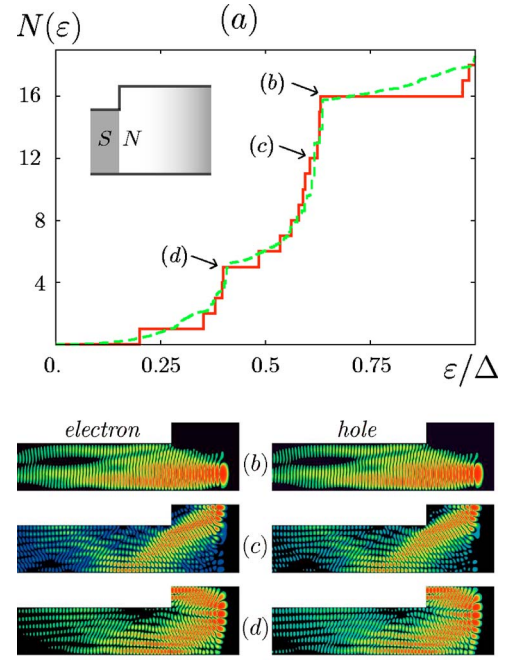 N(ε) (a)
16
12
8
4
(b)
(c)
(d)
S N
0. 0.25 0.5 0.75 ε/Δ
electron hole
(b)
(c)
(d)